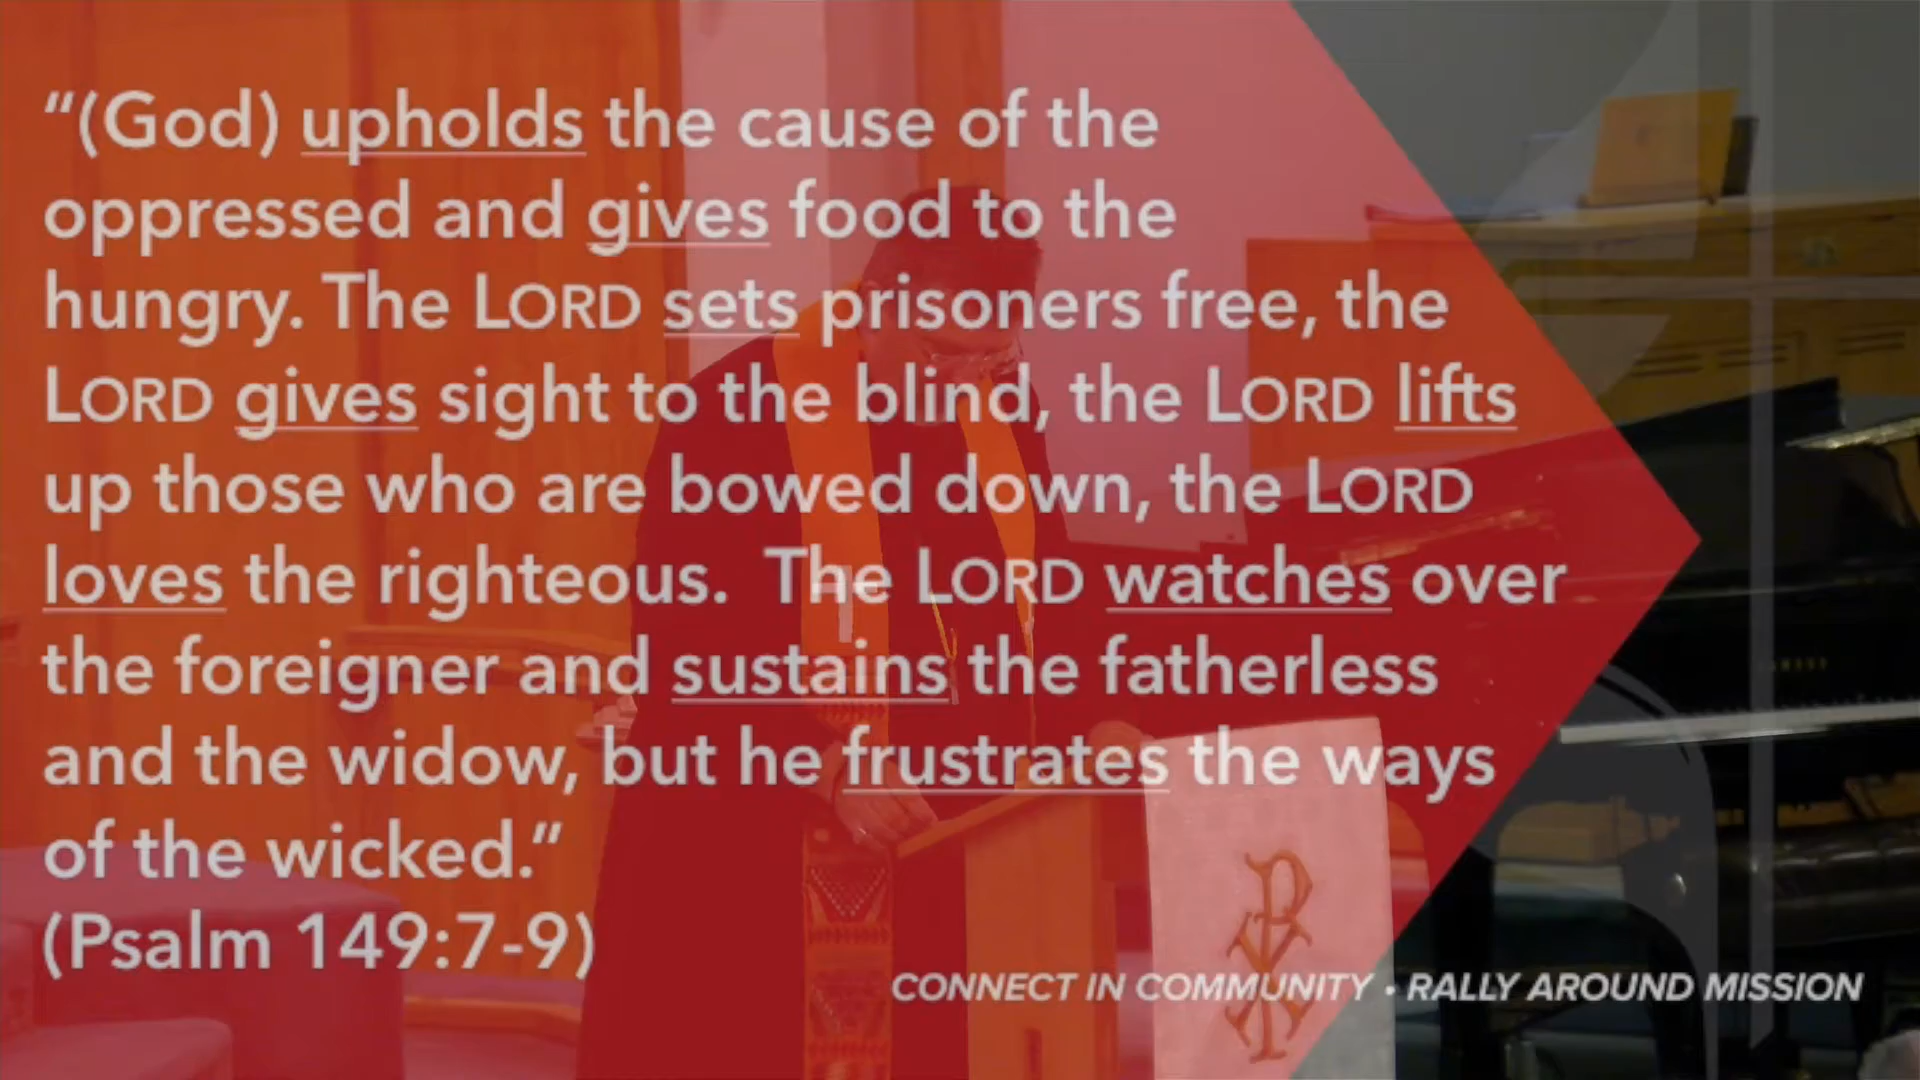 “(God) upholds the cause of the
oppressed and gives food to the
hungry. The LORD sets prisoners free, the
LORD gives sight to the blind, the LORD lifts
up those who are bowed down, the LORD
loves the righteous.  The LORD watches over
the foreigner and sustains the fatherless
and the widow, but he frustrates the ways
of the wicked.”
(Psalm 149:7-9)
CONNECT IN COMMUNITY • RALLY AROUND MISSION